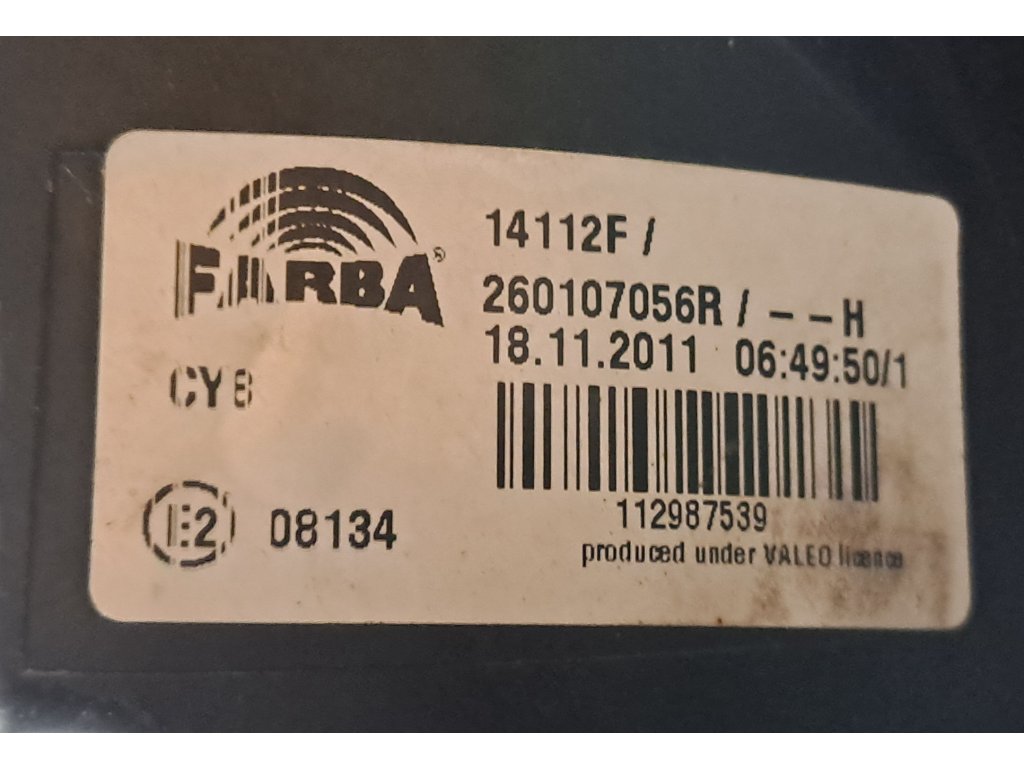 FARBA®
CY8
E2 08134
14112F /
260107056R / – – H
18.11.2011 06:49:50/1
112987539
produced under VALEO licence